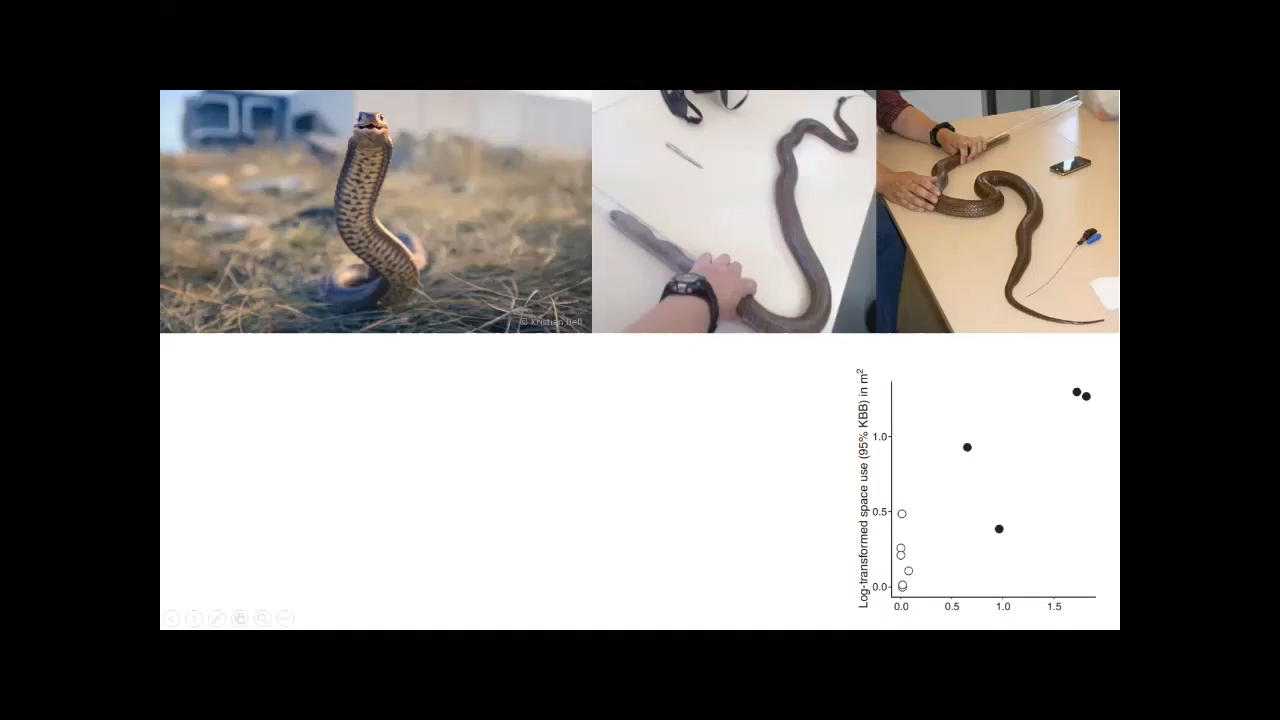 (c) Kristian Bell
Log-transformed space use (95% KBB) in m²
1.0
0.5
0.0
0.0 0.5 1.0 1.5